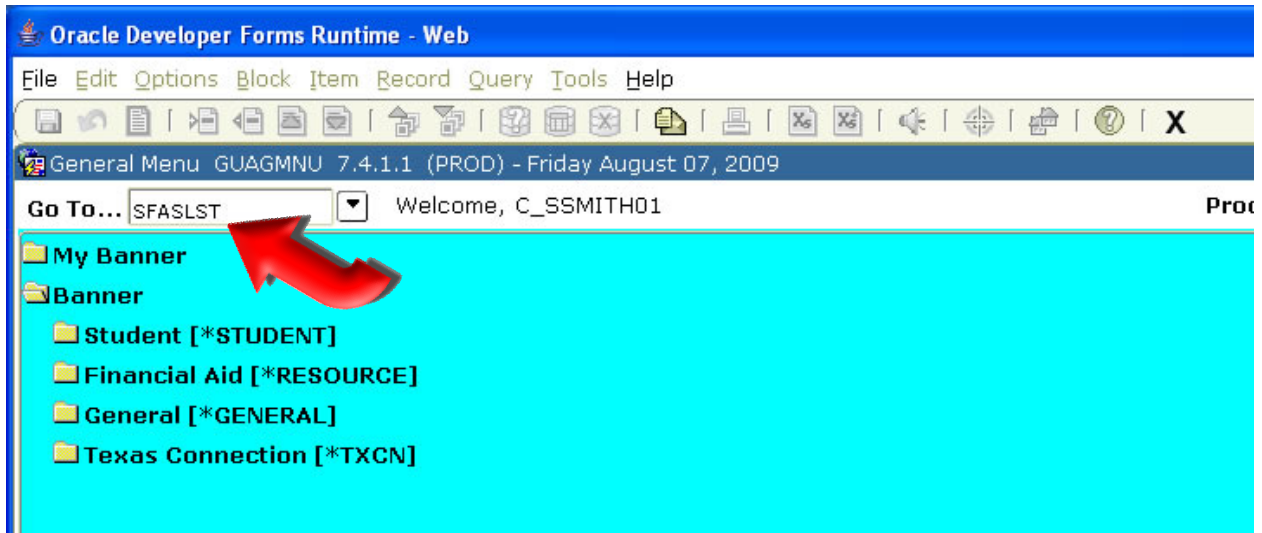 Oracle Developer Forms Runtime - Web
File Edit Options Block Item Record Query Tools Help
X
General Menu GUAGMNU 7.4.1.1 (PROD) - Friday August 07, 2009
Go To... SFASLST Welcome, C_SSMITH01 Prod
My Banner
Banner
Student [*STUDENT]
Financial Aid [*RESOURCE]
General [*GENERAL]
Texas Connection [*TXCN]